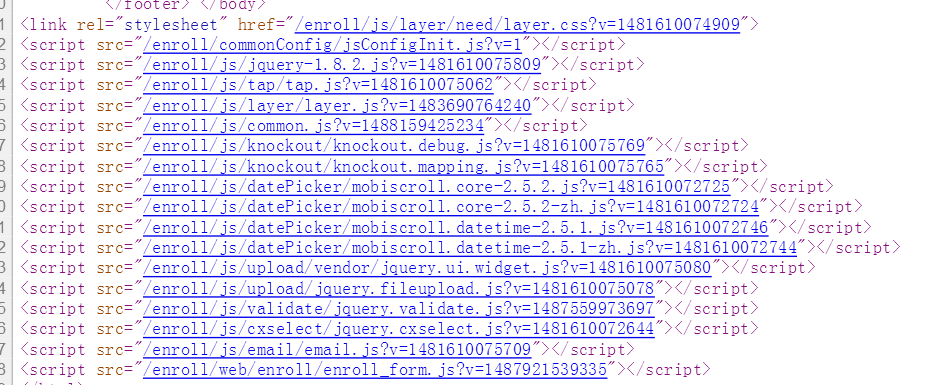 </footer> </body>
1 <link rel="stylesheet" href="/enroll/js/layer/need/layer.css?v=1481610074909">
2 <script src="/enroll/commonConfig/jsConfigInit.js?v=1"></script>
3 <script src="/enroll/js/jquery-1.8.2.js?v=1481610075809"></script>
4 <script src="/enroll/js/tap/tap.js?v=1481610075062"></script>
5 <script src="/enroll/js/layer/layer.js?v=1483690764240"></script>
6 <script src="/enroll/js/common.js?v=1488159425234"></script>
7 <script src="/enroll/js/knockout/knockout.debug.js?v=1481610075769"></script>
8 <script src="/enroll/js/knockout/knockout.mapping.js?v=1481610075765"></script>
9 <script src="/enroll/js/datePicker/mobiscroll.core-2.5.2.js?v=1481610072725"></script>
0 <script src="/enroll/js/datePicker/mobiscroll.core-2.5.2-zh.js?v=1481610072724"></script>
1 <script src="/enroll/js/datePicker/mobiscroll.datetime-2.5.1.js?v=1481610072746"></script>
2 <script src="/enroll/js/datePicker/mobiscroll.datetime-2.5.1-zh.js?v=1481610072744"></script>
3 <script src="/enroll/js/upload/vendor/jquery.ui.widget.js?v=1481610075080"></script>
4 <script src="/enroll/js/upload/jquery.fileupload.js?v=1481610075078"></script>
5 <script src="/enroll/js/validate/jquery.validate.js?v=1487559973697"></script>
6 <script src="/enroll/js/cxselect/jquery.cxselect.js?v=1481610072644"></script>
7 <script src="/enroll/js/email/email.js?v=1481610075709"></script>
8 <script src="/enroll/web/enroll/enroll_form.js?v=1487921539335"></script>